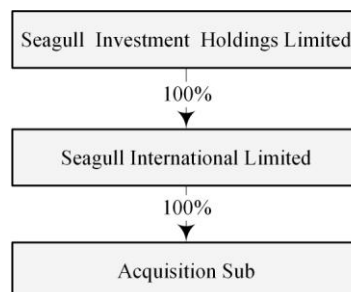 Seagull Investment Holdings Limited
100%
Seagull International Limited
100%
Acquisition Sub